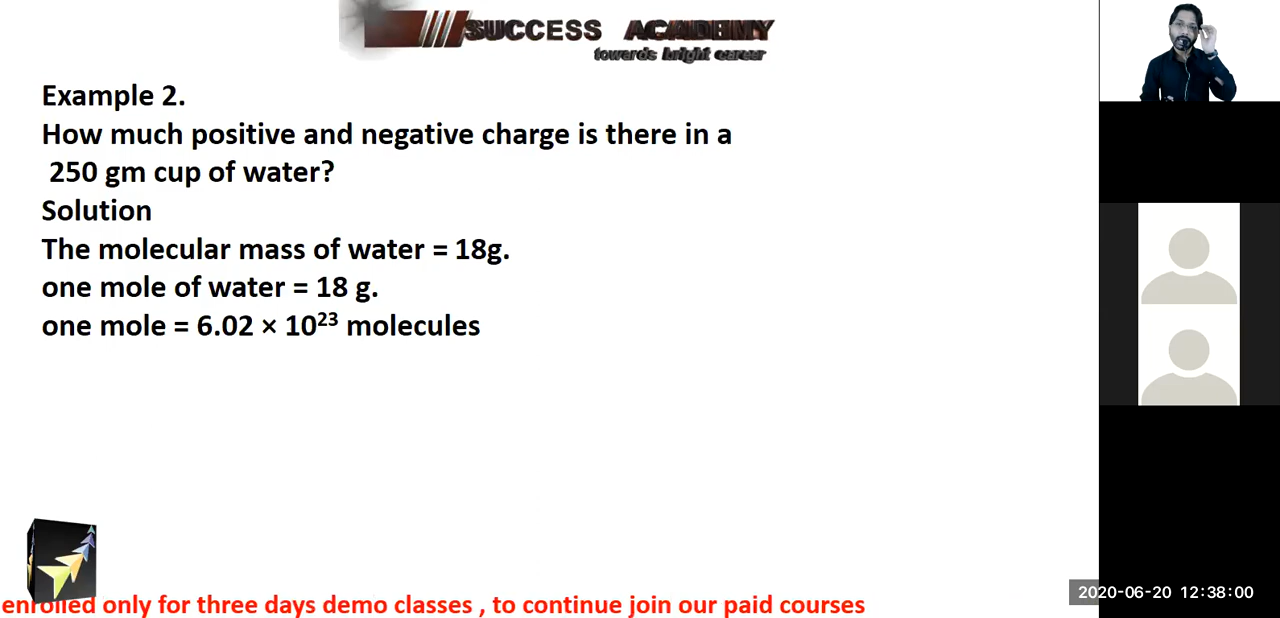 SUCCESS ACADEMY
towards bright career
Example 2.
How much positive and negative charge is there in a
250 gm cup of water?
Solution
The molecular mass of water = 18g.
one mole of water = 18 g.
one mole = 6.02 × 10²³ molecules
enrolled only for three days demo classes , to continue join our paid courses
2020-06-20 12:38:00